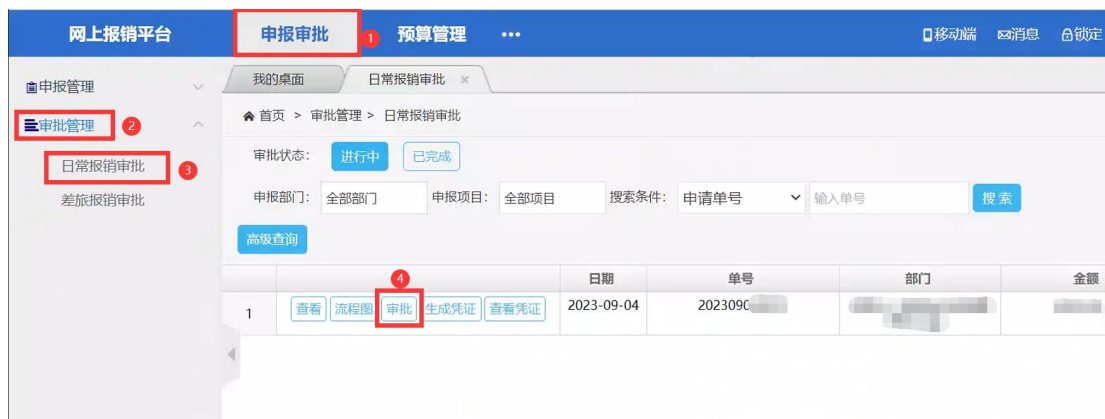 网上报销平台 申报审批 1 预算管理 ••• 移动端 消息 锁定
申报管理 我的桌面 日常报销审批 ×
审批管理 2 首页 > 审批管理 > 日常报销审批
日常报销审批 3 审批状态: 进行中 已完成
差旅报销审批 申报部门: 全部部门 申报项目: 全部项目 搜索条件: 申请单号 输入单号 搜索
高级查询
4 日期 单号 部门 金额
1 查看 流程图 审批 生成凭证 查看凭证 2023-09-04 2023090